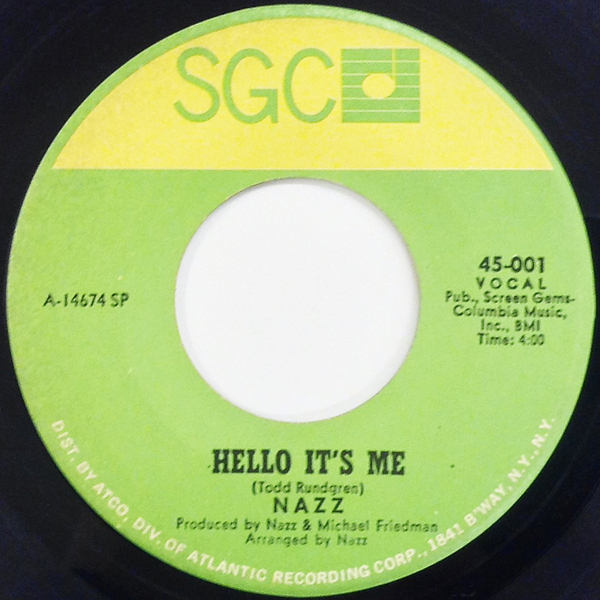 SGC
45-001
VOCAL
Pub., Screen Gems-
Columbia Music,
Inc., BMI
Time: 4:00
A-14674 SP
HELLO IT'S ME
(Todd Rundgren)
NAZZ
Produced by Nazz & Michael Friedman
Arranged by Nazz
DIST. BY ATCO, DIV. OF ATLANTIC RECORDING CORP., 1841 B'WAY, N.Y., N.Y.